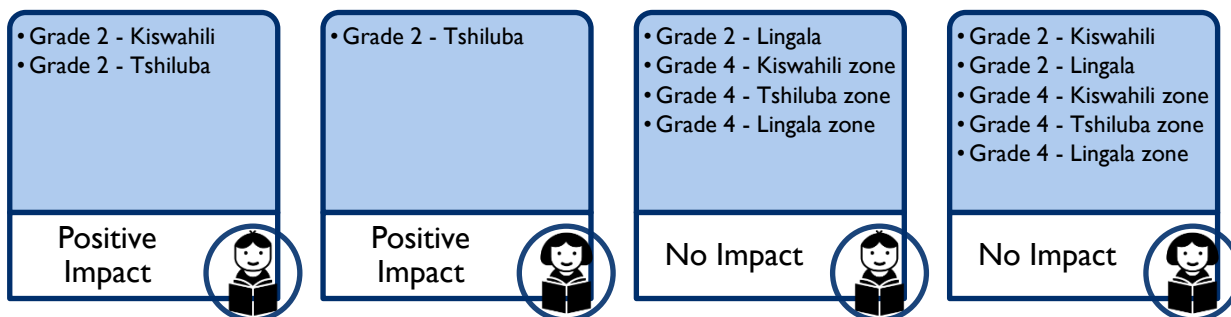 • Grade 2 - Kiswahili
• Grade 2 - Tshiluba
Positive
Impact
• Grade 2 - Tshiluba
Positive
Impact
• Grade 2 - Lingala
• Grade 4 - Kiswahili zone
• Grade 4 - Tshiluba zone
• Grade 4 - Lingala zone
No Impact
• Grade 2 - Kiswahili
• Grade 2 - Lingala
• Grade 4 - Kiswahili zone
• Grade 4 - Tshiluba zone
• Grade 4 - Lingala zone
No Impact